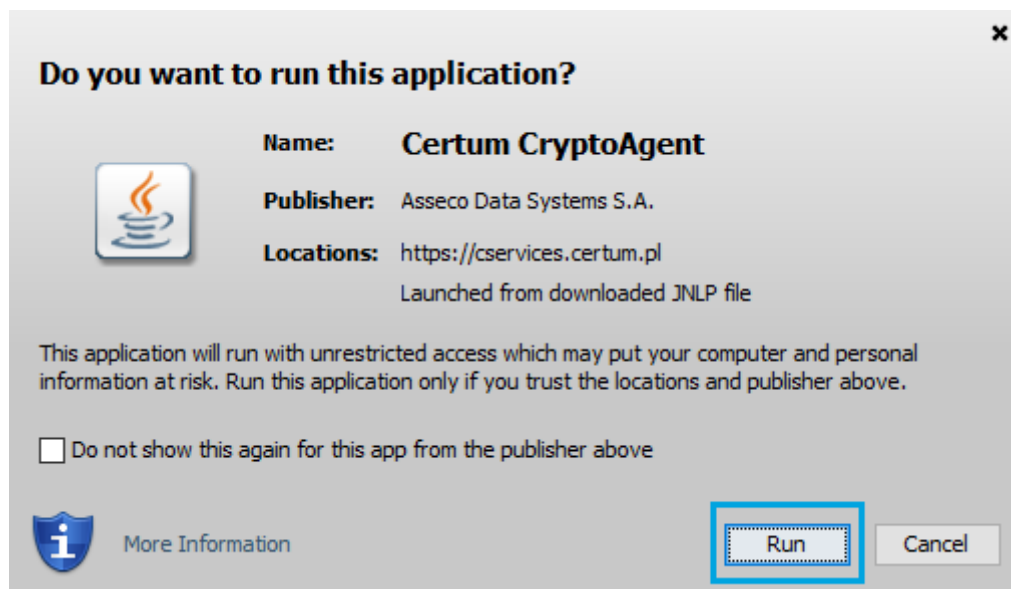 Do you want to run this application?
Name: Certum CryptoAgent
Publisher: Asseco Data Systems S.A.
Locations: https://cservices.certum.pl
Launched from downloaded JNLP file
This application will run with unrestricted access which may put your computer and personal
information at risk. Run this application only if you trust the locations and publisher above.
Do not show this again for this app from the publisher above
More Information
Run
Cancel